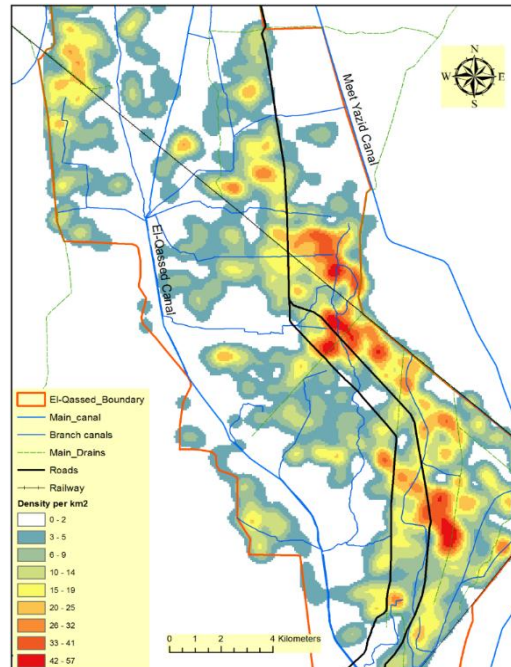 N
W E
S
Meet Yazid Canal
El-Qassed Canal
El-Qassed_Boundary
Main_canal
Branch canals
Main_Drains
Roads
Railway
Density per km2
0 - 2
3 - 5
6 - 9
10 - 14
15 - 19
20 - 25
26 - 32
33 - 41
42 - 57
0 2 4 Kilometers